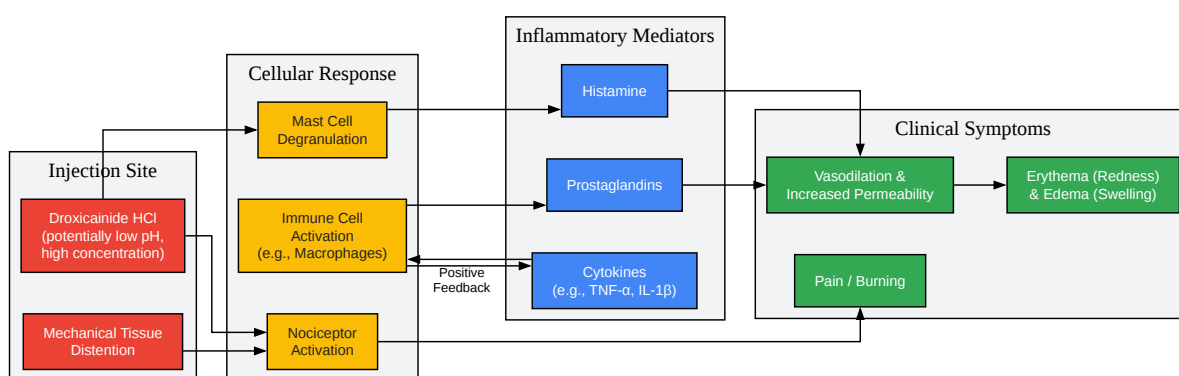 Injection Site
Droxicainide HCl
(potentially low pH,
high concentration)
Mechanical Tissue
Distention
Cellular Response
Mast Cell
Degranulation
Immune Cell
Activation
(e.g., Macrophages)
Nociceptor
Activation
Positive
Feedback
Inflammatory Mediators
Histamine
Prostaglandins
Cytokines
(e.g., TNF-α, IL-1β)
Clinical Symptoms
Vasodilation &
Increased Permeability
Erythema (Redness)
& Edema (Swelling)
Pain / Burning